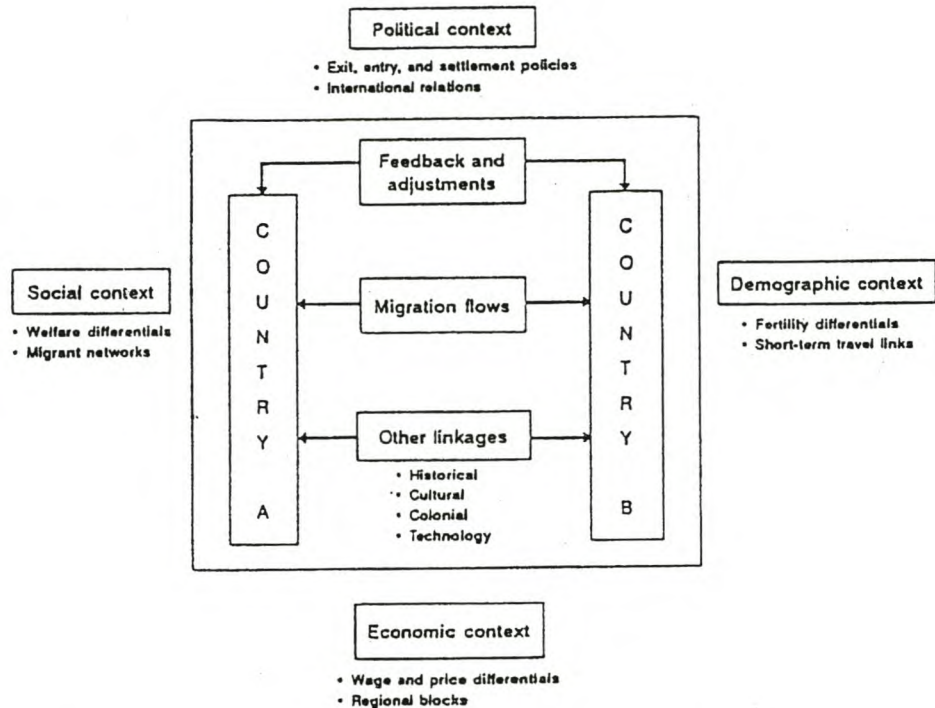 Political context
• Exit, entry, and settlement policies
• International relations
Feedback and
adjustments
COUNTRY A
COUNTRY B
Social context
• Welfare differentials
• Migrant networks
Migration flows
Demographic context
• Fertility differentials
• Short-term travel links
Other linkages
• Historical
• Cultural
• Colonial
• Technology
Economic context
• Wage and price differentials
• Regional blocks